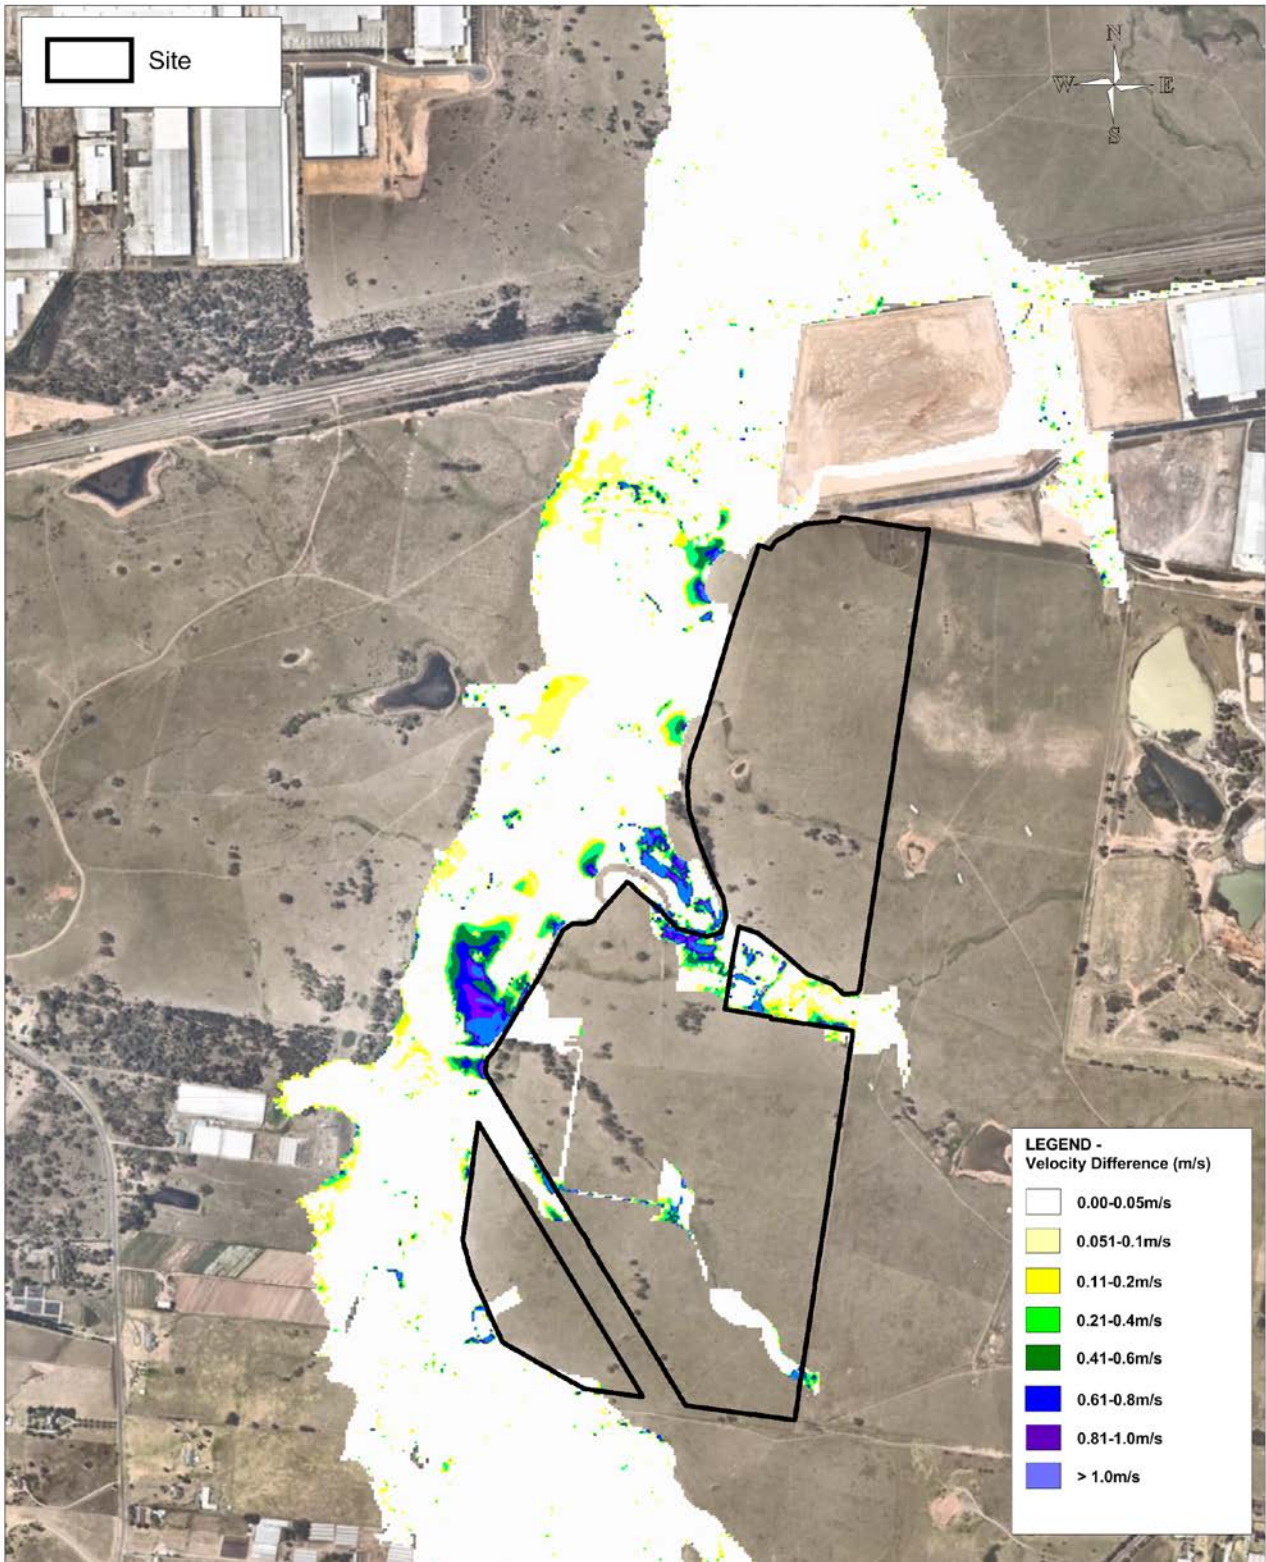 Site
N
W E
S
LEGEND -
Velocity Difference (m/s)
0.00-0.05m/s
0.051-0.1m/s
0.11-0.2m/s
0.21-0.4m/s
0.41-0.6m/s
0.61-0.8m/s
0.81-1.0m/s
> 1.0m/s